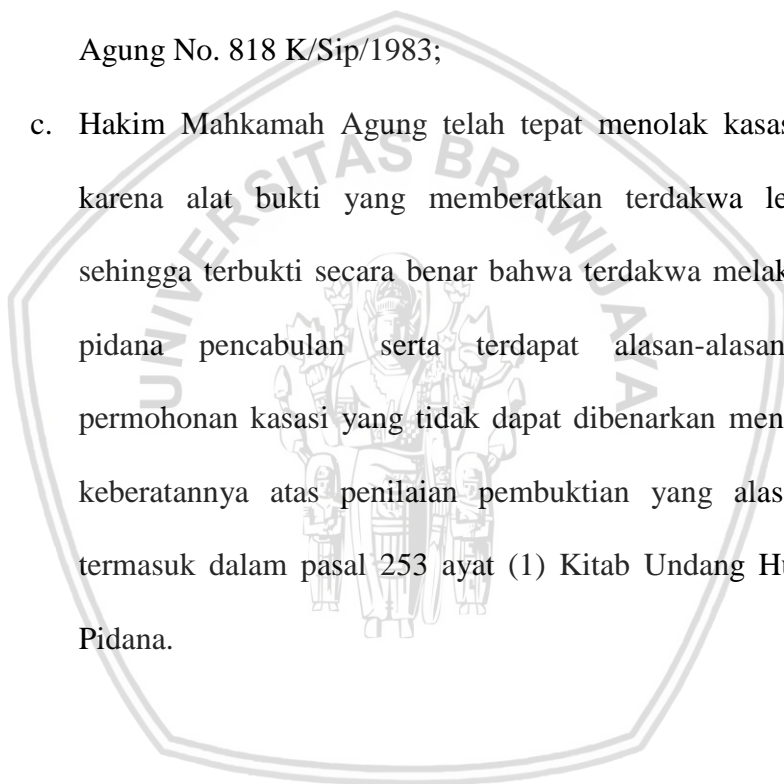 Agung No. 818 K/Sip/1983;
c. Hakim Mahkamah Agung telah tepat menolak kasas
karena alat bukti yang memberatkan terdakwa le
sehingga terbukti secara benar bahwa terdakwa melak
pidana pencabulan serta terdapat alasan-alasan
permohonan kasasi yang tidak dapat dibenarkan men
keberatannya atas penilaian pembuktian yang alas
termasuk dalam pasal 253 ayat (1) Kitab Undang Hu
Pidana.
UNIVERSITAS BRAWIJAYA